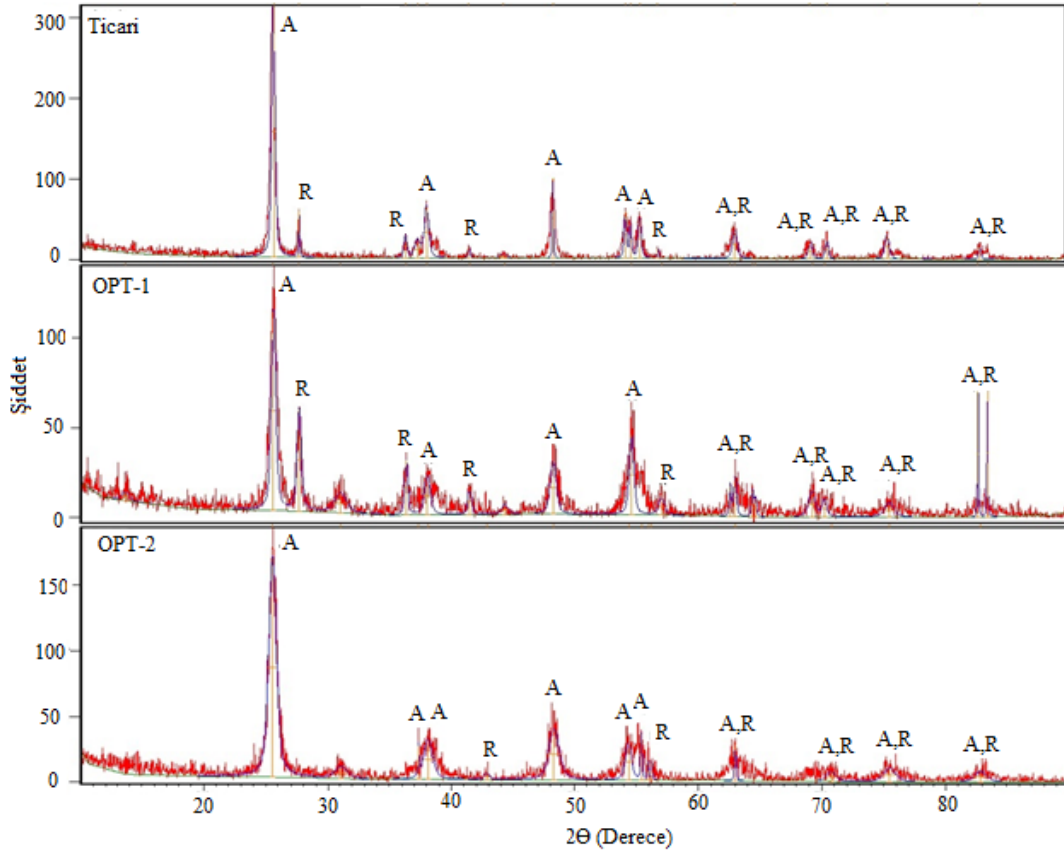 Şiddet
300
200
100
0
Ticari
A
R
R
A
R
A
A
A
R
A,R
A,R
A,R
A,R
A,R
100
50
0
OPT-1
A
R
R
A
R
A
A
R
A,R
A,R
A,R
A,R
A,R
150
100
50
0
OPT-2
A
A
A
R
A
A
A
R
A,R
A,R
A,R
A,R
20
30
40
50
60
70
80
2ϴ (Derece)